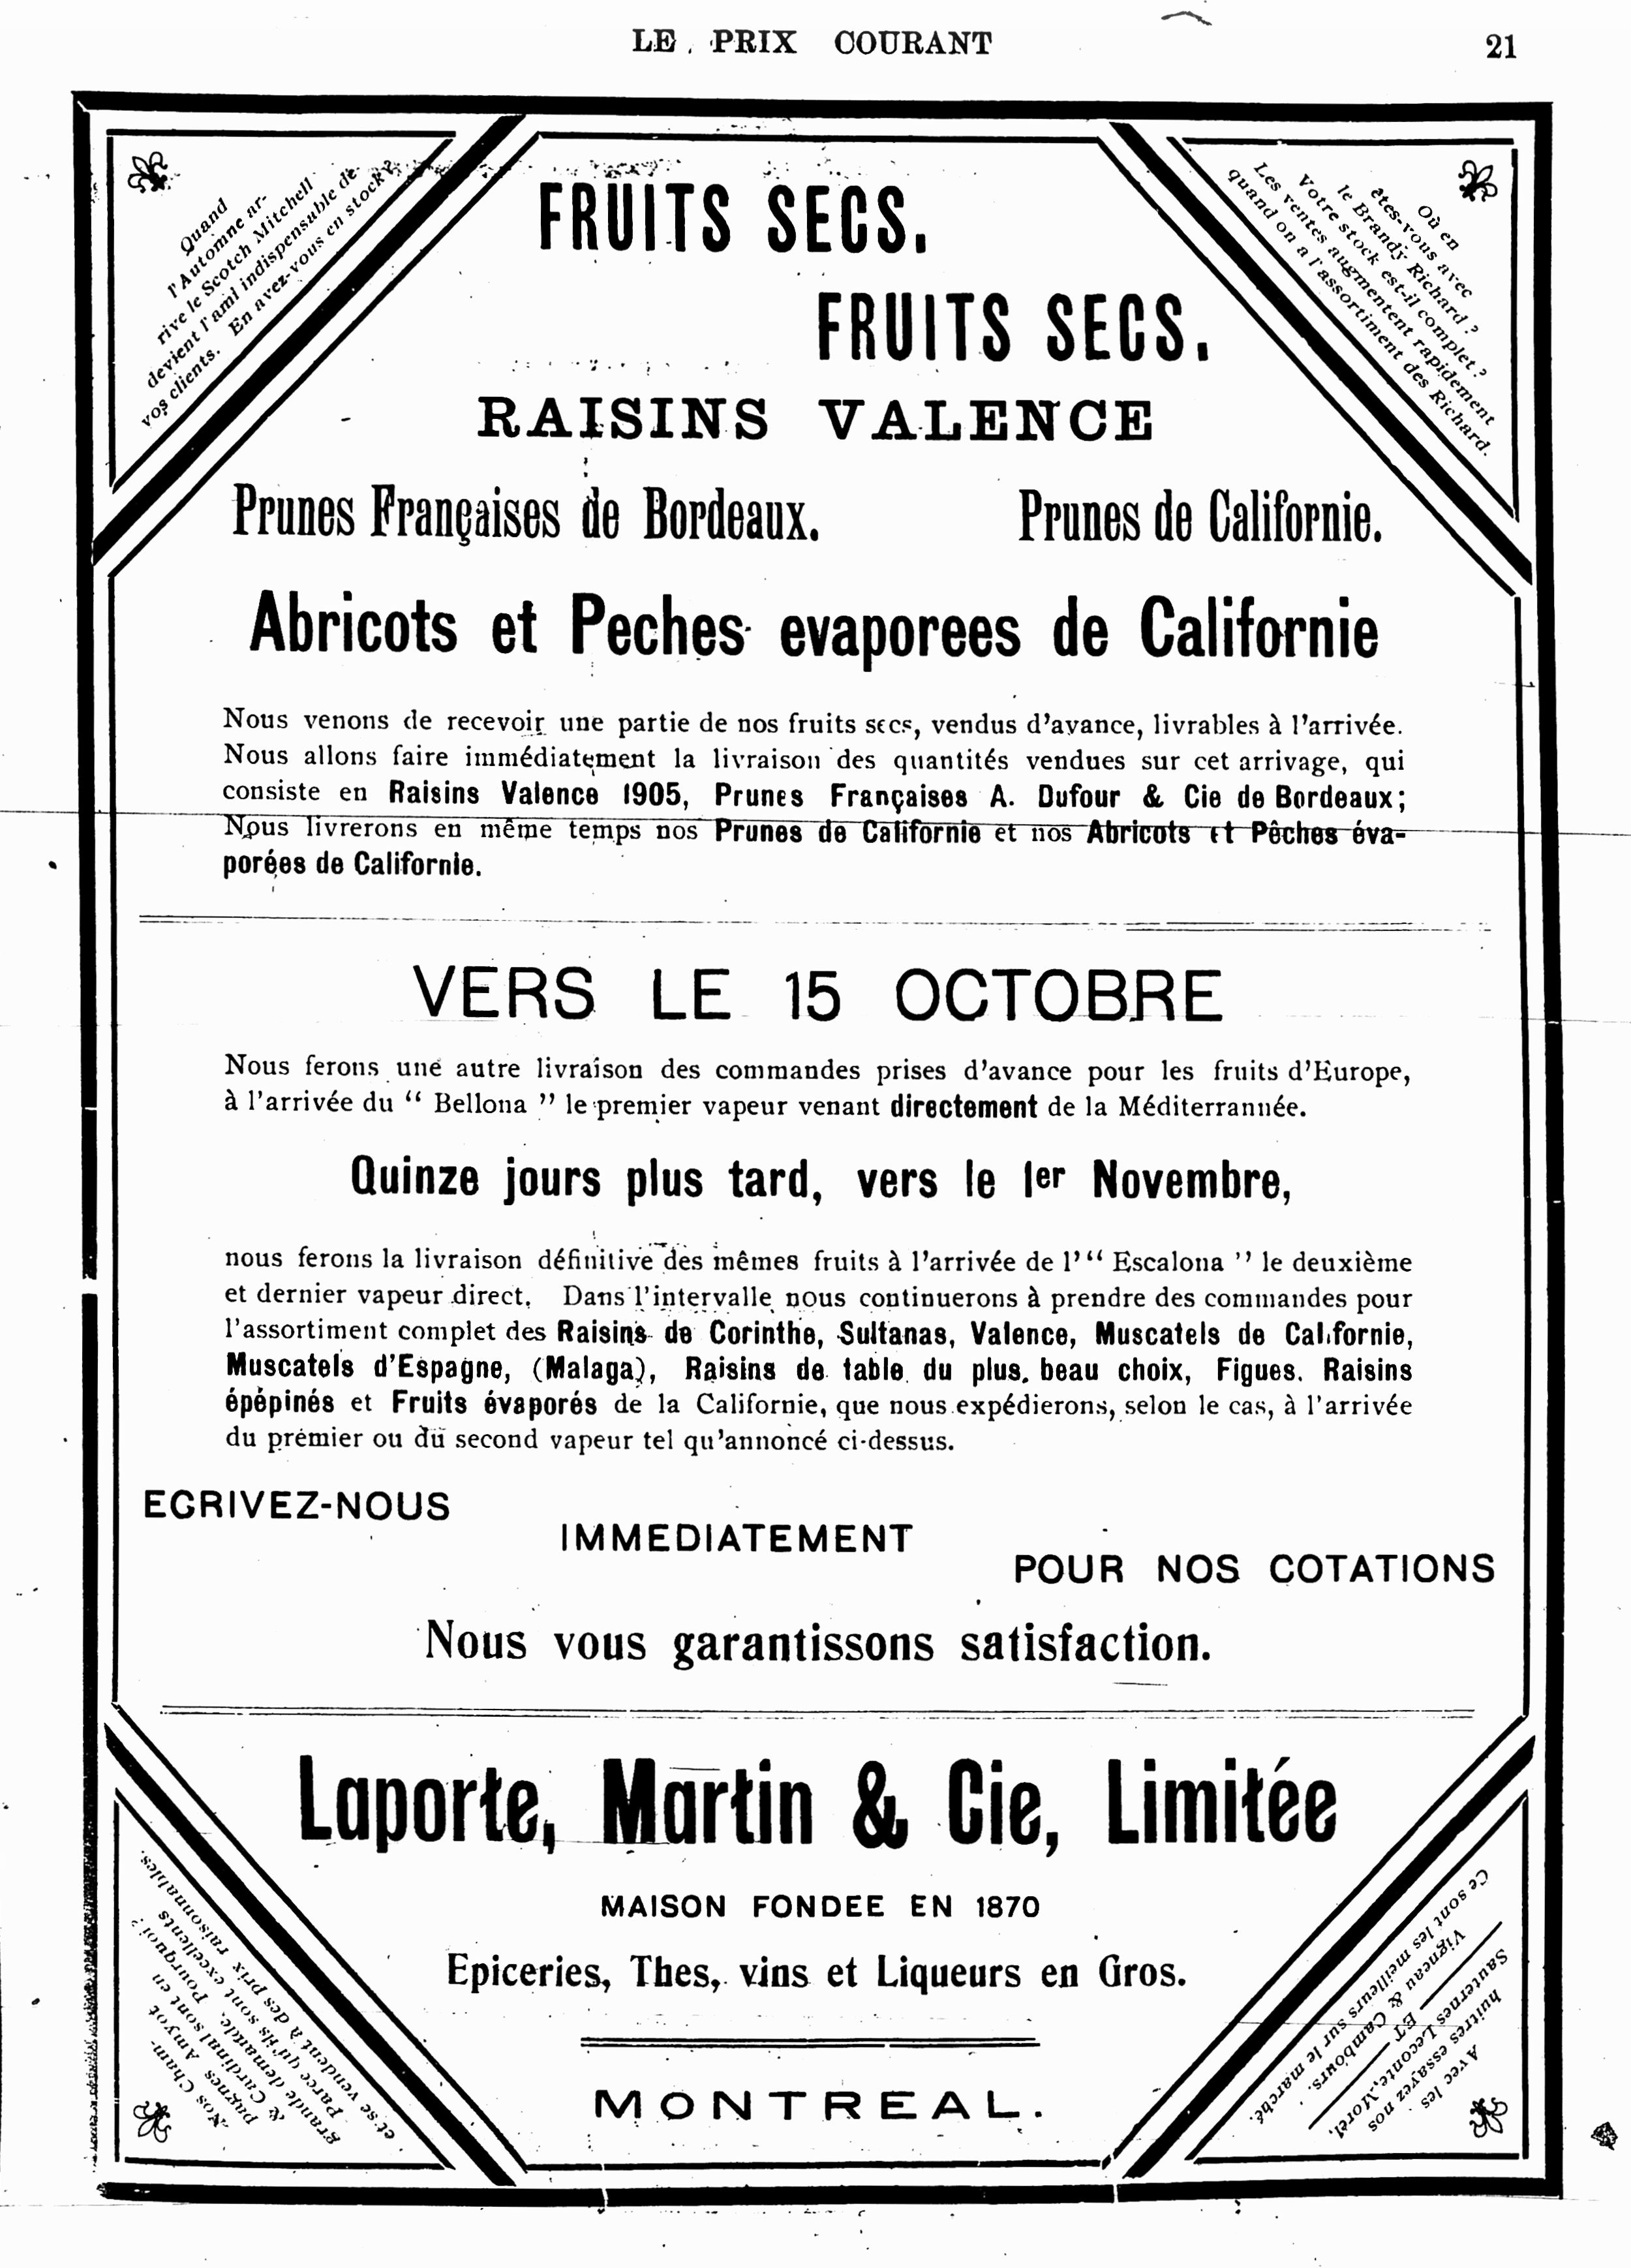 LE PRIX COURANT
21
Quand
l'Automne ar-
rive le Scotch Mitchell
devient l'ami indispensable de
vos clients. En avez-vous en stock?
Où en
êtes-vous avec
le Brandy Richard ?
Votre stock est-il complet ?
Les ventes augmentent rapidement
quand on a l'assortiment des Richard.
FRUITS SECS.
FRUITS SECS.
RAISINS VALENCE
Prunes Françaises de Bordeaux. Prunes de Californie.
Abricots et Peches evaporees de Californie
Nous venons de recevoir une partie de nos fruits secs, vendus d'avance, livrables à l'arrivée.
Nous allons faire immédiatement la livraison des quantités vendues sur cet arrivage, qui
consiste en Raisins Valence 1905, Prunes Françaises A. Dufour & Cie de Bordeaux;
Nous livrerons en même temps nos Prunes de Californie et nos Abricots et Pêches éva-
porées de Californie.
VERS LE 15 OCTOBRE
Nous ferons une autre livraison des commandes prises d'avance pour les fruits d'Europe,
à l'arrivée du “ Bellona ” le premier vapeur venant directement de la Méditerrannée.
Quinze jours plus tard, vers le 1er Novembre,
nous ferons la livraison définitive des mêmes fruits à l'arrivée de l'“ Escalona ” le deuxième
et dernier vapeur direct. Dans l'intervalle nous continuerons à prendre des commandes pour
l'assortiment complet des Raisins de Corinthe, Sultanas, Valence, Muscatels de Californie,
Muscatels d'Espagne, (Malaga), Raisins de table du plus beau choix, Figues. Raisins
épépinés et Fruits évaporés de la Californie, que nous expédierons, selon le cas, à l'arrivée
du premier ou du second vapeur tel qu'annoncé ci-dessus.
ECRIVEZ-NOUS
IMMEDIATEMENT
POUR NOS COTATIONS
Nous vous garantissons satisfaction.
Laporte, Martin & Cie, Limitée
MAISON FONDEE EN 1870
Epiceries, Thes, vins et Liqueurs en Gros.
MONTREAL.
Nos Cham-
pagnes Amyot
& Cardinal sont en
grande demande. Pourquoi ?
Parce qu'ils sont excellents
et se vendent à des prix raisonnables.
Avec les
huitres essayez nos
Sauternes Leconte, Morel,
ET
Vigneau & Cambours.
Ce sont les meilleurs sur le marché.